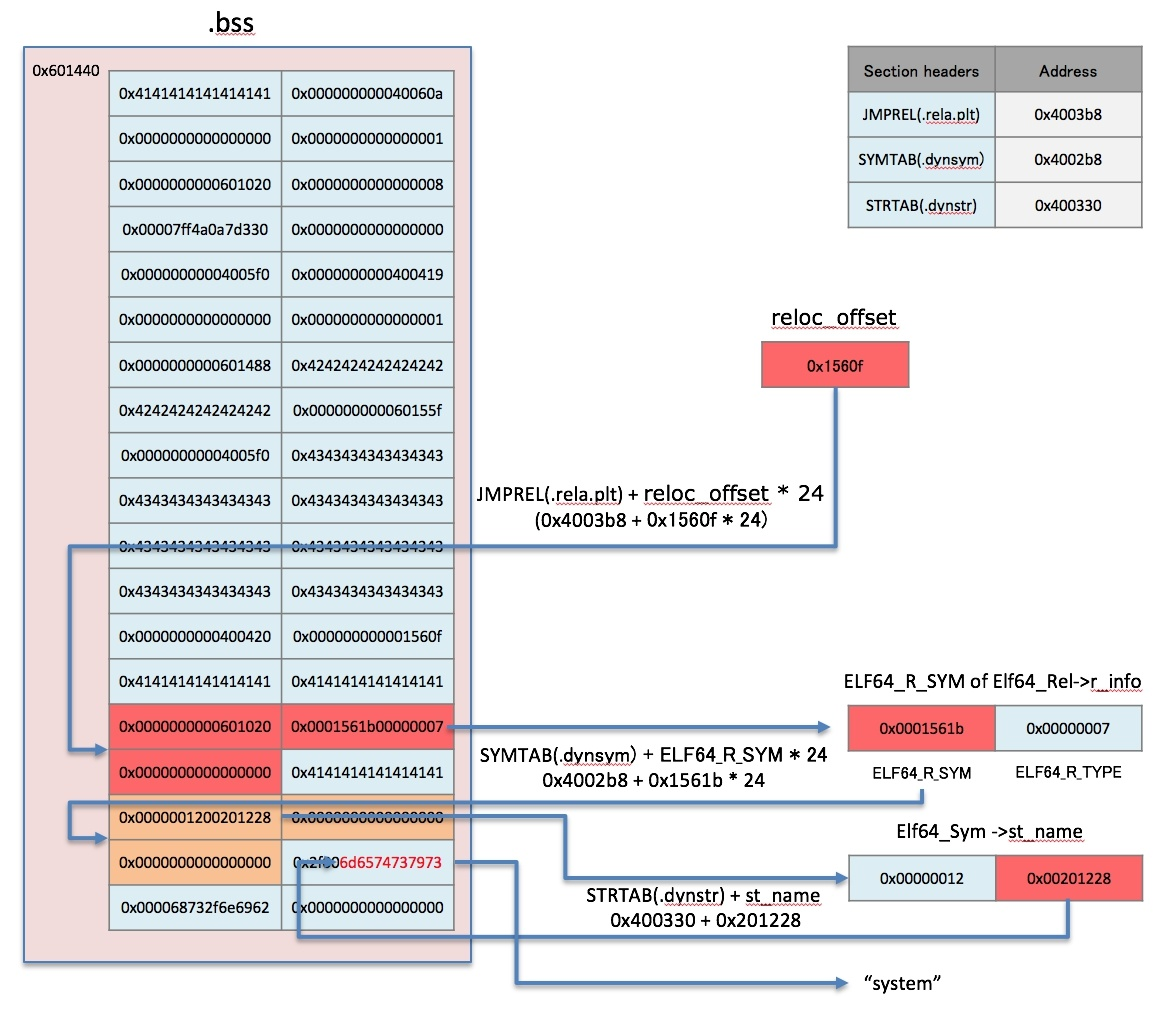 .bss
0x601440
0x4141414141414141 0x000000000040060a
0x0000000000000000 0x0000000000000001
0x0000000000601020 0x0000000000000008
0x00007ff4a0a7d330 0x0000000000000000
0x00000000004005f0 0x0000000000400419
0x0000000000000000 0x0000000000000001
0x0000000000601488 0x4242424242424242
0x4242424242424242 0x000000000060155f
0x00000000004005f0 0x4343434343434343
0x4343434343434343 0x4343434343434343
0x4343434343434343 0x4343434343434343
0x4343434343434343 0x4343434343434343
0x0000000000400420 0x000000000001560f
0x4141414141414141 0x4141414141414141
0x0000000000601020 0x0001561b00000007
0x0000000000000000 0x4141414141414141
0x0000001200201228 0x0000000000000000
0x0000000000000000 0x2f006d6574737973
0x000068732f6e6962 0x0000000000000000
Section headers Address
JMPREL(.rela.plt) 0x4003b8
SYMTAB(.dynsym) 0x4002b8
STRTAB(.dynstr) 0x400330
reloc_offset
0x1560f
JMPREL(.rela.plt) + reloc_offset * 24
(0x4003b8 + 0x1560f * 24)
ELF64_R_SYM of Elf64_Rel->r_info
0x0001561b 0x00000007
ELF64_R_SYM ELF64_R_TYPE
SYMTAB(.dynsym) + ELF64_R_SYM * 24
0x4002b8 + 0x1561b * 24
Elf64_Sym ->st_name
0x00000012 0x00201228
STRTAB(.dynstr) + st_name
0x400330 + 0x201228
“system”